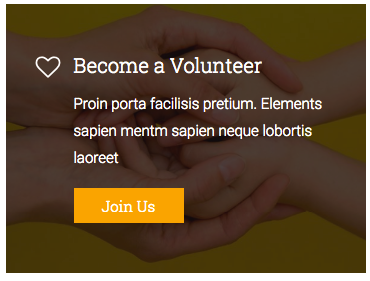 Become a Volunteer
Proin porta facilisis pretium. Elements
sapien mentm sapien neque lobortis
laoreet
Join Us